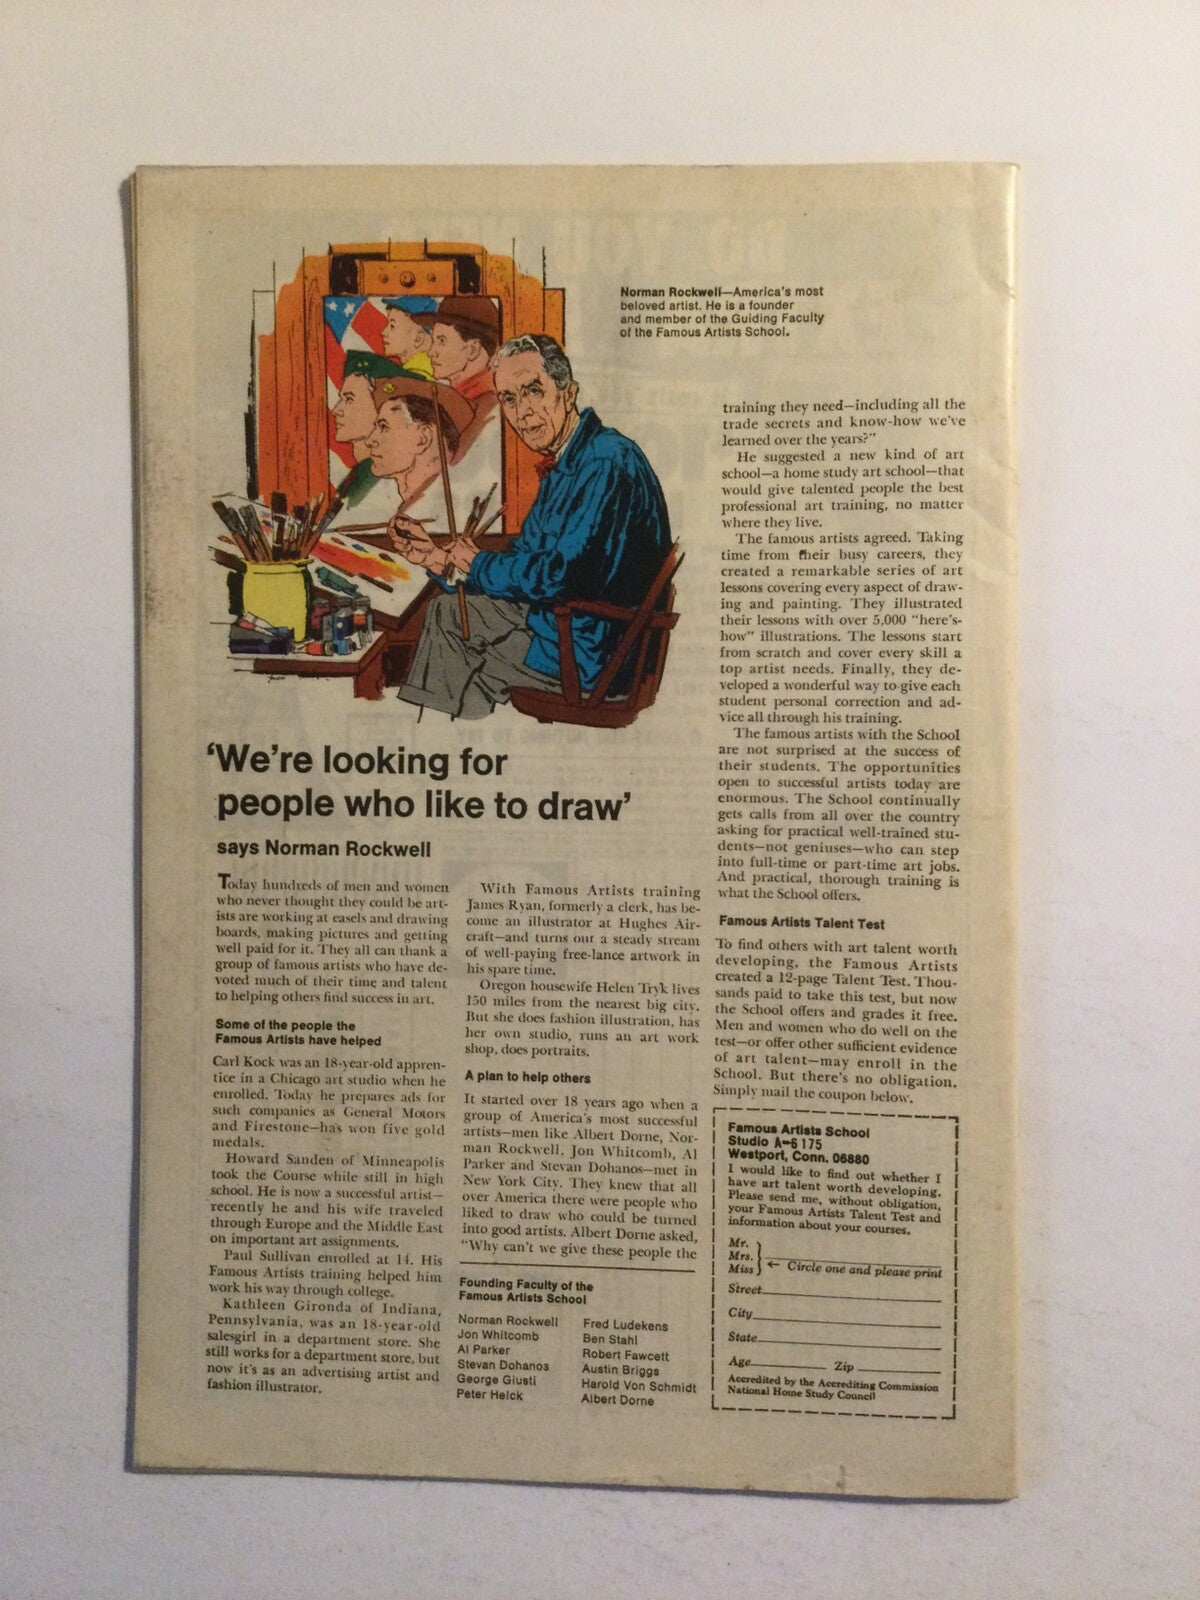 Norman Rockwell—America's most
beloved artist. He is a founder
and member of the Guiding Faculty
of the Famous Artists School.
'We're looking for
people who like to draw'
says Norman Rockwell
Today hundreds of men and women
who never thought they could be art-
ists are working at easels and drawing
boards, making pictures and getting
well paid for it. They all can thank a
group of famous artists who have de-
voted much of their time and talent
to helping others find success in art.
Some of the people the
Famous Artists have helped
Carl Kock was an 18-year-old appren-
tice in a Chicago art studio when he
enrolled. Today he prepares ads for
such companies as General Motors
and Firestone—has won five gold
medals.
Howard Sanden of Minneapolis
took the Course while still in high
school. He is now a successful artist—
recently he and his wife traveled
through Europe and the Middle East
on important art assignments.
Paul Sullivan enrolled at 14. His
Famous Artists training helped him
work his way through college.
Kathleen Gironda of Indiana,
Pennsylvania, was an 18-year-old
salesgirl in a department store. She
still works for a department store, but
now it's as an advertising artist and
fashion illustrator.
With Famous Artists training
James Ryan, formerly a clerk, has be-
come an illustrator at Hughes Air-
craft—and turns out a steady stream
of well-paying free-lance artwork in
his spare time.
Oregon housewife Helen Tryk lives
150 miles from the nearest big city.
But she does fashion illustration, has
her own studio, runs an art work
shop, does portraits.
A plan to help others
It started over 18 years ago when a
group of America's most successful
artists—men like Albert Dorne, Nor-
man Rockwell, Jon Whitcomb, Al
Parker and Stevan Dohanos—met in
New York City. They knew that all
over America there were people who
liked to draw who could be turned
into good artists. Albert Dorne asked,
"Why can't we give these people the
Founding Faculty of the
Famous Artists School
Norman Rockwell
Jon Whitcomb
Al Parker
Stevan Dohanos
George Giusti
Peter Helck
Fred Ludekens
Ben Stahl
Robert Fawcett
Austin Briggs
Harold Von Schmidt
Albert Dorne
training they need—including all the
trade secrets and know-how we've
learned over the years?"
He suggested a new kind of art
school—a home study art school—that
would give talented people the best
professional art training, no matter
where they live.
The famous artists agreed. Taking
time from their busy careers, they
created a remarkable series of art
lessons covering every aspect of draw-
ing and painting. They illustrated
their lessons with over 5,000 "here's-
how" illustrations. The lessons start
from scratch and cover every skill a
top artist needs. Finally, they de-
veloped a wonderful way to give each
student personal correction and ad-
vice all through his training.
The famous artists with the School
are not surprised at the success of
their students. The opportunities
open to successful artists today are
enormous. The School continually
gets calls from all over the country
asking for practical well-trained stu-
dents—not geniuses—who can step
into full-time or part-time art jobs.
And practical, thorough training is
what the School offers.
Famous Artists Talent Test
To find others with art talent worth
developing, the Famous Artists
created a 12-page Talent Test. Thou-
sands paid to take this test, but now
the School offers and grades it free.
Men and women who do well on the
test—or offer other sufficient evidence
of art talent—may enroll in the
School. But there's no obligation.
Simply mail the coupon below.
Famous Artists School
Studio A-6 175
Westport, Conn. 06880
I would like to find out whether I
have art talent worth developing.
Please send me, without obligation,
your Famous Artists Talent Test and
information about your courses.
Mr.
Mrs.
Miss ← Circle one and please print
Street
City
State
Age Zip
Accredited by the Accrediting Commission
National Home Study Council